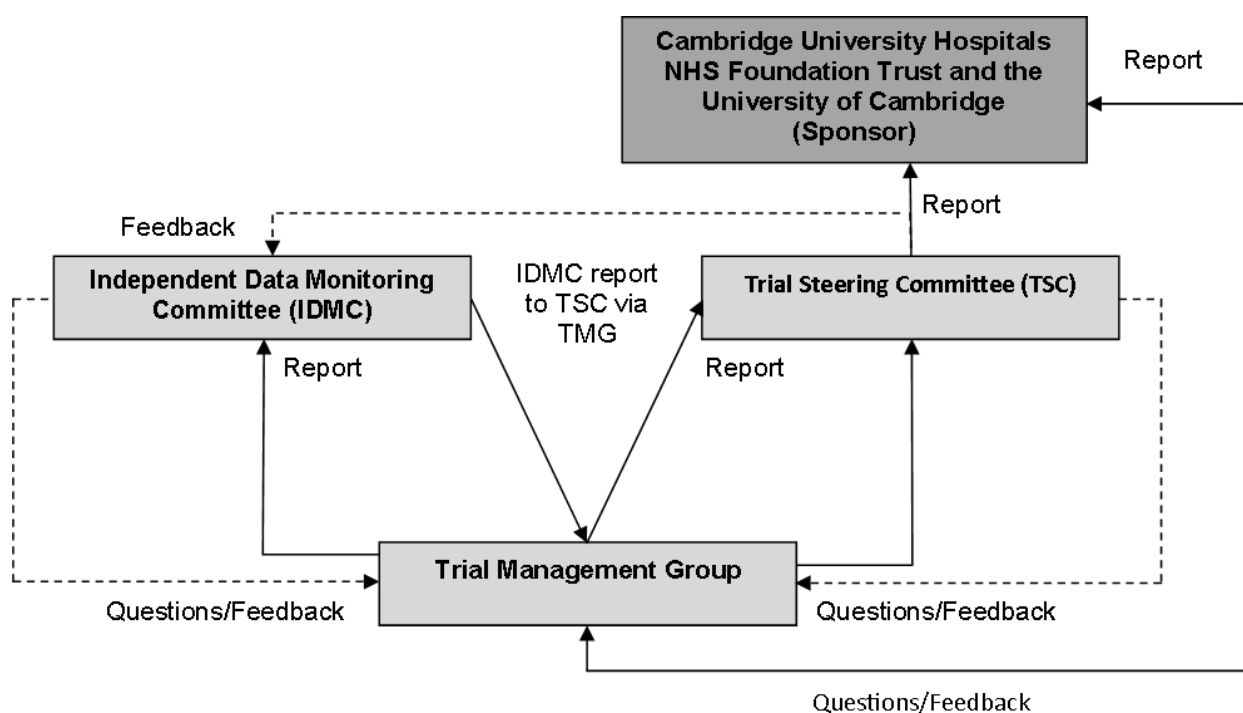 Cambridge University Hospitals
NHS Foundation Trust and the
University of Cambridge
(Sponsor)
Report
Report
Feedback
Independent Data Monitoring
Committee (IDMC)
IDMC report
to TSC via
TMG
Trial Steering Committee (TSC)
Report
Report
Trial Management Group
Questions/Feedback
Questions/Feedback
Questions/Feedback